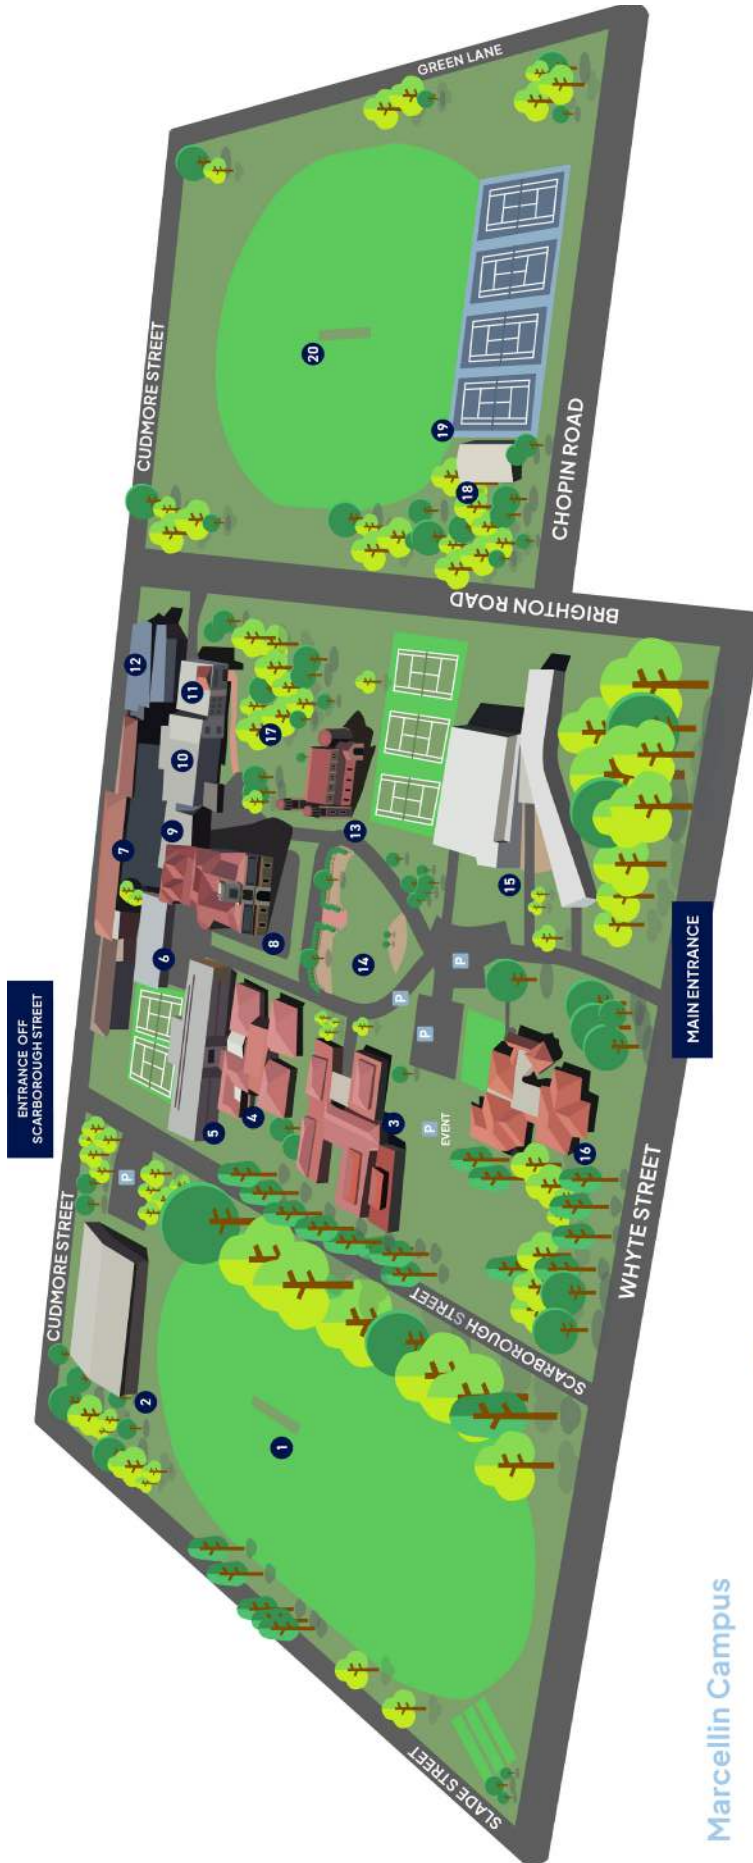 ENTRANCE OFF
SCARBOROUGH STREET
CUDMORE STREET
CUDMORE STREET
GREEN LANE
SLADE STREET
SCARBOROUGH STREET
BRIGHTON ROAD
CHOPIN ROAD
WHYTE STREET
MAIN ENTRANCE
1
2
3
4
5
6
7
8
9
10
11
12
13
14
15
16
17
18
19
20
P
P
P
P
P
EVENT
Marcellin Campus